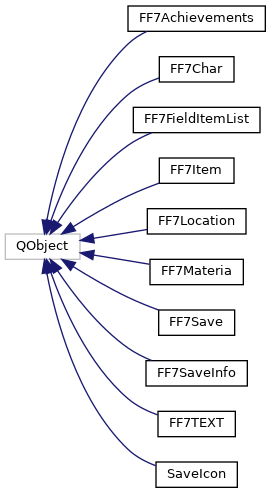 FF7Achievements
FF7Char
FF7FieldItemList
FF7Item
FF7Location
QObject
FF7Materia
FF7Save
FF7SaveInfo
FF7TEXT
SaveIcon